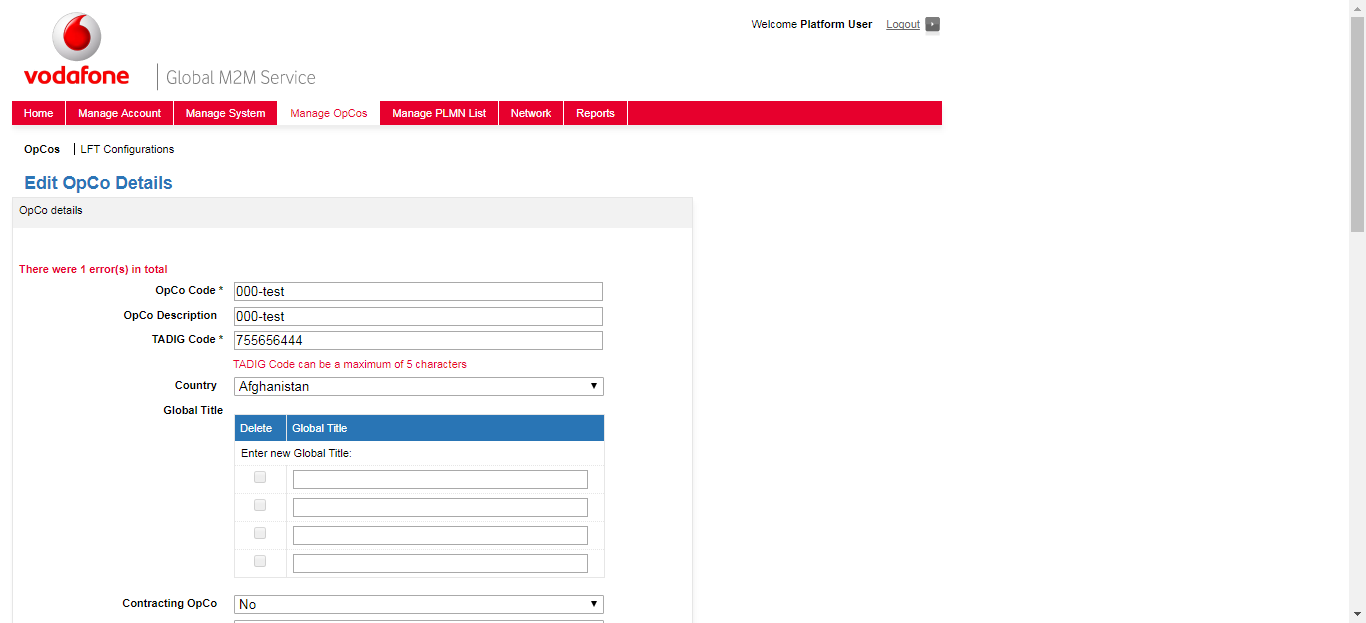 Welcome Platform User Logout
vodafone
Global M2M Service
Home Manage Account Manage System Manage OpCos Manage PLMN List Network Reports
OpCos | LFT Configurations
Edit OpCo Details
OpCo details
There were 1 error(s) in total
OpCo Code * 000-test
OpCo Description 000-test
TADIG Code * 755656444
TADIG Code can be a maximum of 5 characters
Country Afghanistan
Global Title
Delete Global Title
Enter new Global Title:
Contracting OpCo No